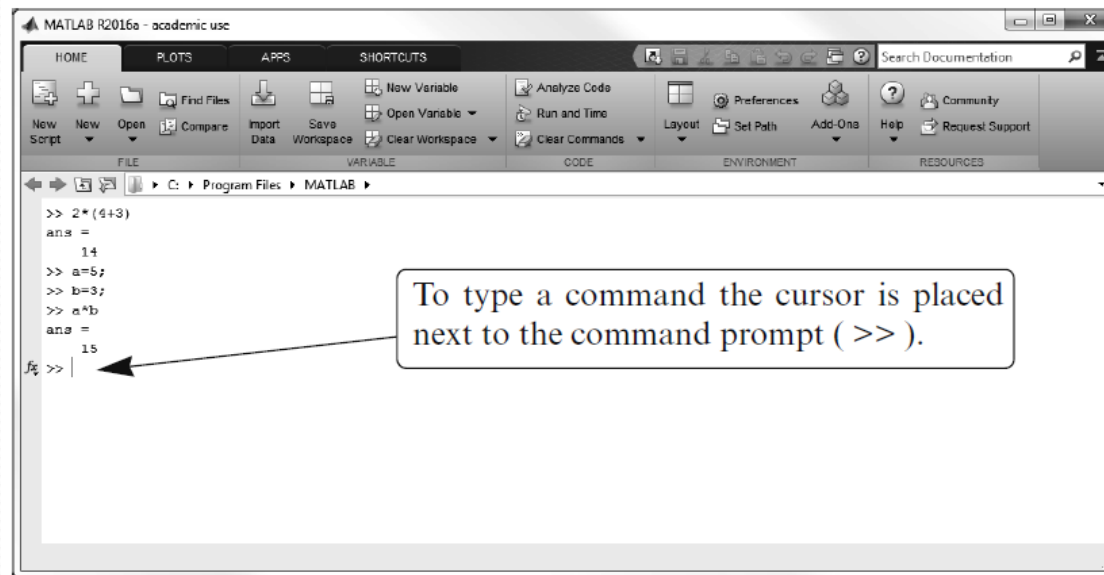 MATLAB R2016a - academic use
HOME PLOTS APPS SHORTCUTS Search Documentation
New Script
New
Open
Find Files
Compare
FILE
Import Data
Save Workspace
New Variable
Open Variable
Clear Workspace
VARIABLE
Analyze Code
Run and Time
Clear Commands
CODE
Layout
Preferences
Set Path
Add-Ons
ENVIRONMENT
Help
Community
Request Support
RESOURCES
C: Program Files MATLAB
>> 2*(4+3)
ans =
14
>> a=5;
>> b=3;
>> a*b
ans =
15
fx >>
To type a command the cursor is placed
next to the command prompt ( >> ).